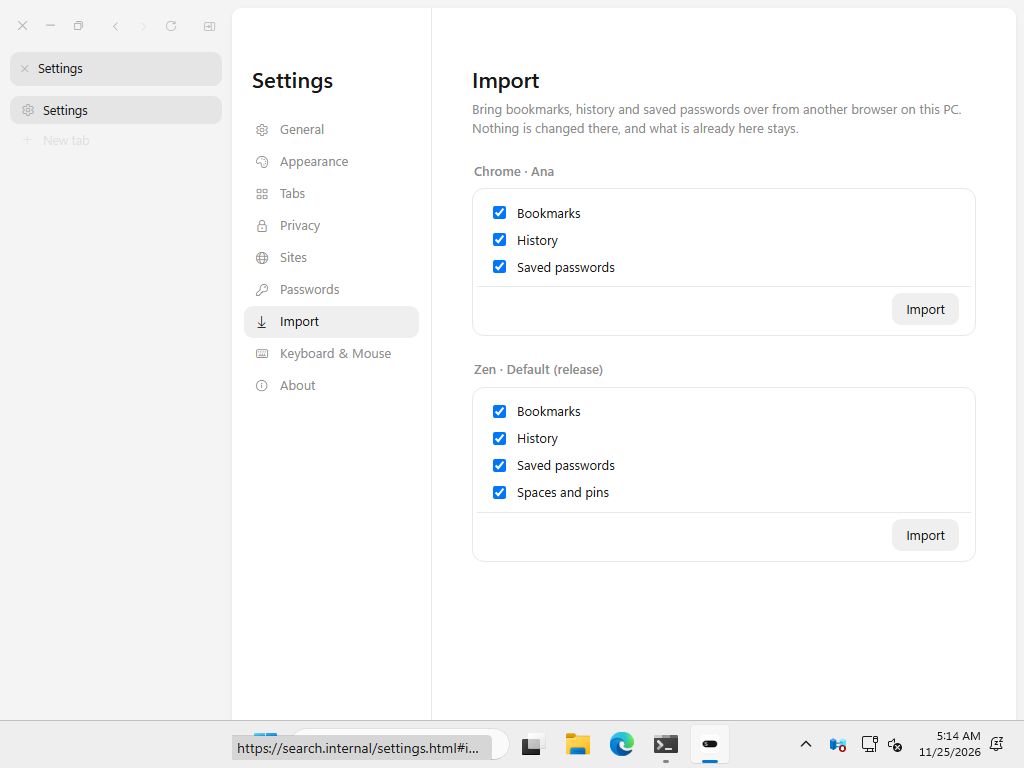 Settings
Settings
New tab
Settings
General
Appearance
Tabs
Privacy
Sites
Passwords
Import
Keyboard & Mouse
About
Import
Bring bookmarks, history and saved passwords over from another browser on this PC.
Nothing is changed there, and what is already here stays.
Chrome · Ana
Bookmarks
History
Saved passwords
Import
Zen · Default (release)
Bookmarks
History
Saved passwords
Spaces and pins
Import
https://search.internal/settings.html#i...
5:14 AM
11/25/2026